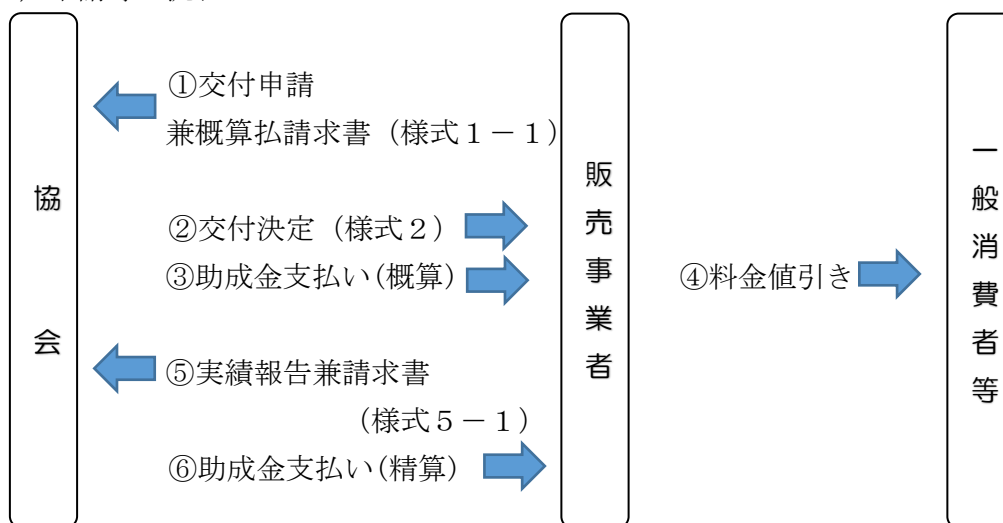 協会
①交付申請
兼概算払請求書（様式１－１）
②交付決定（様式２）
③助成金支払い(概算)
⑤実績報告兼請求書
（様式５－１）
⑥助成金支払い(精算)
販売事業者
④料金値引き
一般消費者等